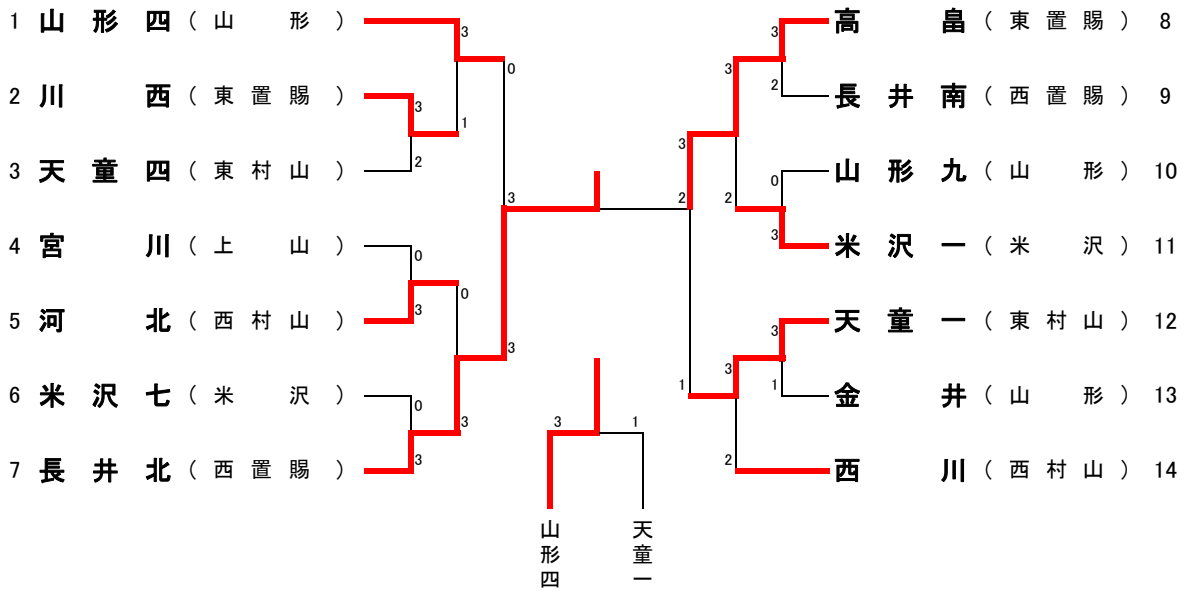 1 山形四 (山形)
2 川西 (東置賜)
3 天童四 (東村山)
4 宮川 (上山)
5 河北 (西村山)
6 米沢七 (米沢)
7 長井北 (西置賜)
3
0
3
1
2
3
0
3
0
3
0
3
3
高畠 (東置賜) 8
長井南 (西置賜) 9
山形九 (山形) 10
米沢一 (米沢) 11
天童一 (東村山) 12
金井 (山形) 13
西川 (西村山) 14
3
3
2
3
0
2
2
3
3
3
1
1
2
3
1
山形四
天童一